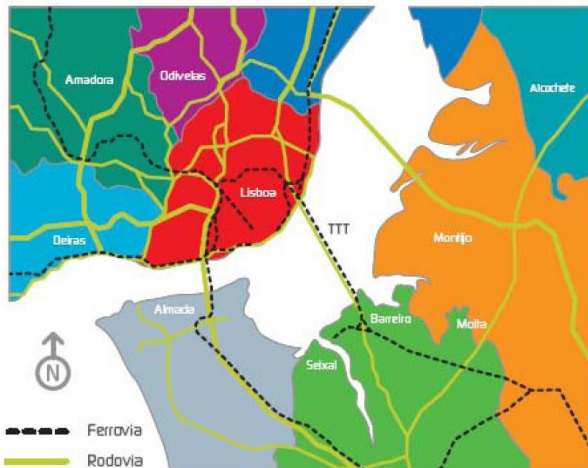 Amadora
Odivelas
Alcochete
Lisboa
Oeiras
TTT
Montijo
Almada
Barreiro
Moita
Seixal
N
Ferrovia
Rodovia